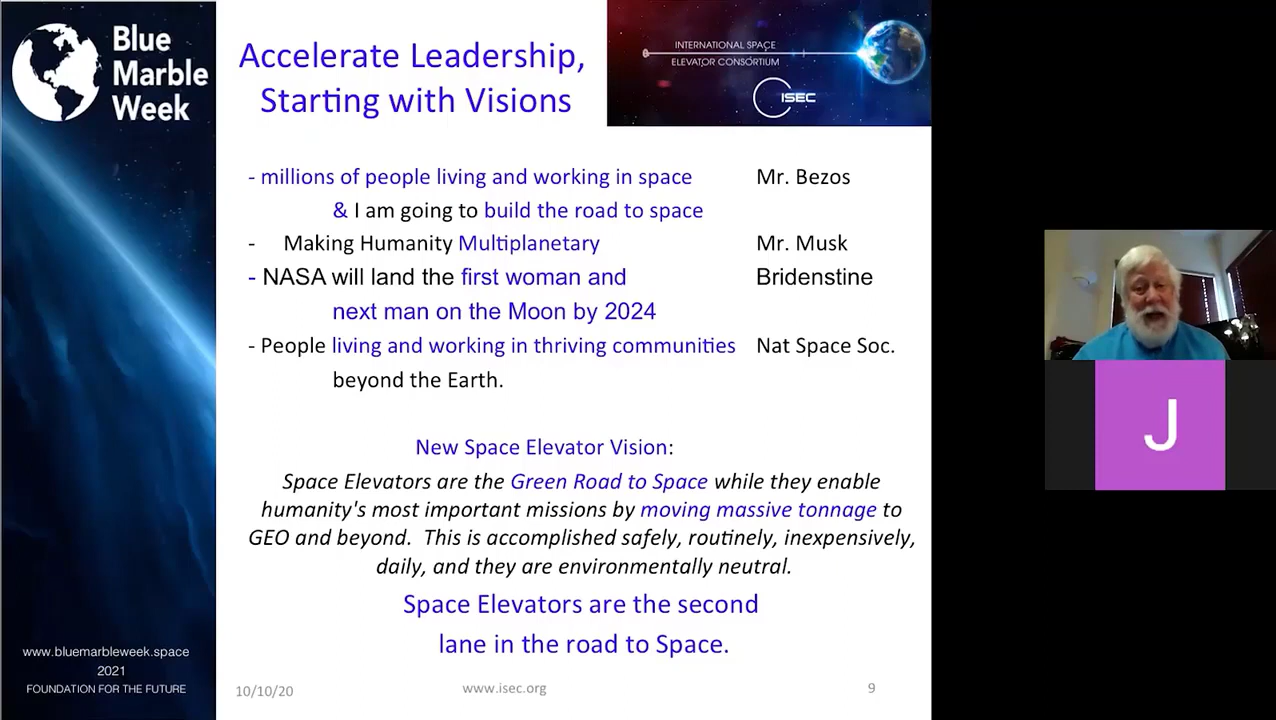 Blue
Marble
Week
Accelerate Leadership,
Starting with Visions
INTERNATIONAL SPACE
ELEVATOR CONSORTIUM
ISEC
- millions of people living and working in space Mr. Bezos
& I am going to build the road to space
- Making Humanity Multiplanetary Mr. Musk
- NASA will land the first woman and Bridenstine
next man on the Moon by 2024
- People living and working in thriving communities Nat Space Soc.
beyond the Earth.
New Space Elevator Vision:
Space Elevators are the Green Road to Space while they enable
humanity's most important missions by moving massive tonnage to
GEO and beyond. This is accomplished safely, routinely, inexpensively,
daily, and they are environmentally neutral.
Space Elevators are the second
lane in the road to Space.
www.bluemarbleweek.space
2021
FOUNDATION FOR THE FUTURE
10/10/20 www.isec.org 9
J